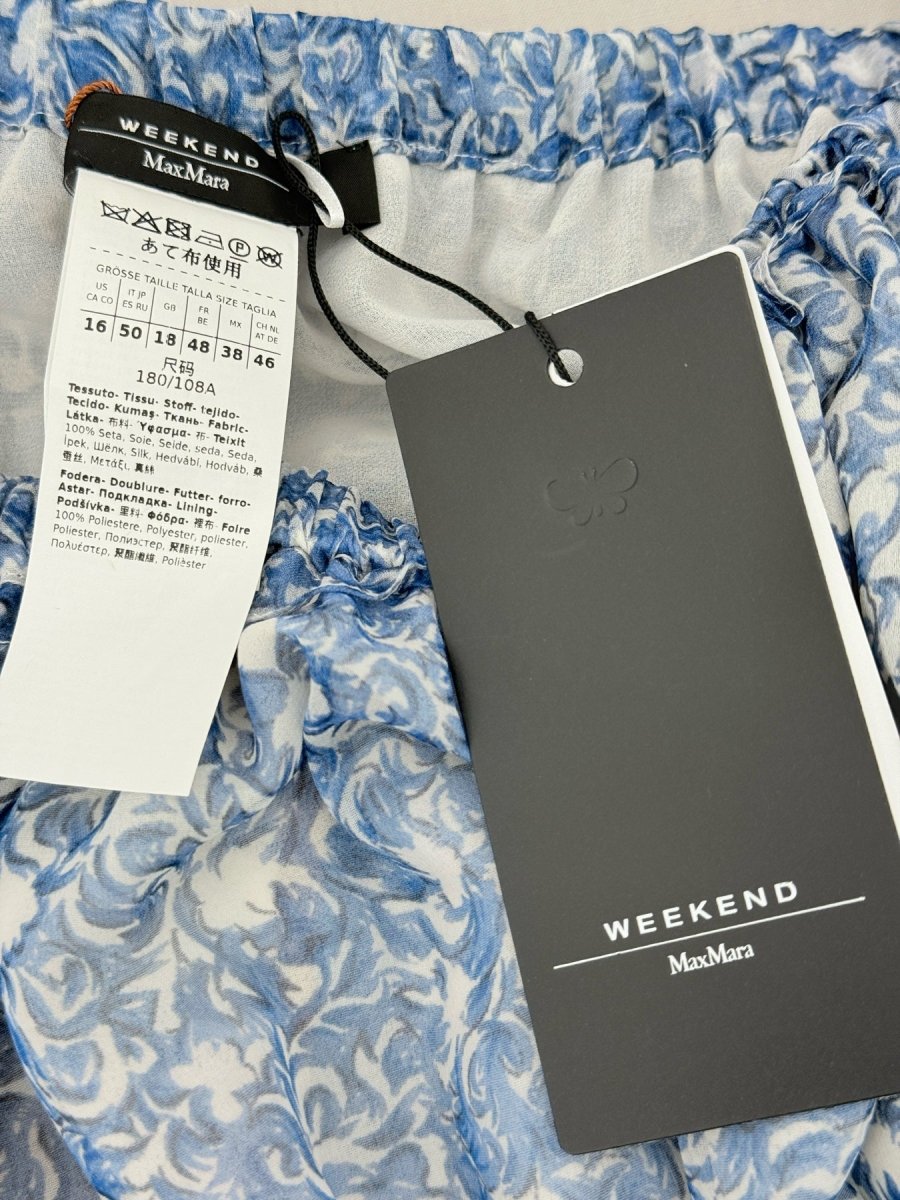 WEEKEND
MaxMara
あて布使用
GRÖSSE TAILLE TALLA SIZE TAGLIA
US CA CO
IT JP ES RU
GB
FR BE
MX
CH NL AT DE
16 50 18 48 38 46
尺码
180/108A
Tessuto- Tissu- Stoff- tejido-
Tecido- Kumaş- Ткань- Fabric-
Látka- 布料- Ύφασμα- 布- Teixit
100% Seta, Soie, Seide, seda, Seda,
İpek, Шёлк, Silk, Hedvábí, Hodváb, 桑
蚕丝, Μετάξι, 真絲
Fodera- Doublure- Futter- forro-
Astar- Подкладка- Lining-
Podšívka- 里料- Φόδρα- 裡布- Folre
100% Poliestere, Polyester, poliester,
Poliester, Полиэстер, 聚酯纤维,
Πολυέστερ, 聚酯纖維, Polièster
WEEKEND
MaxMara